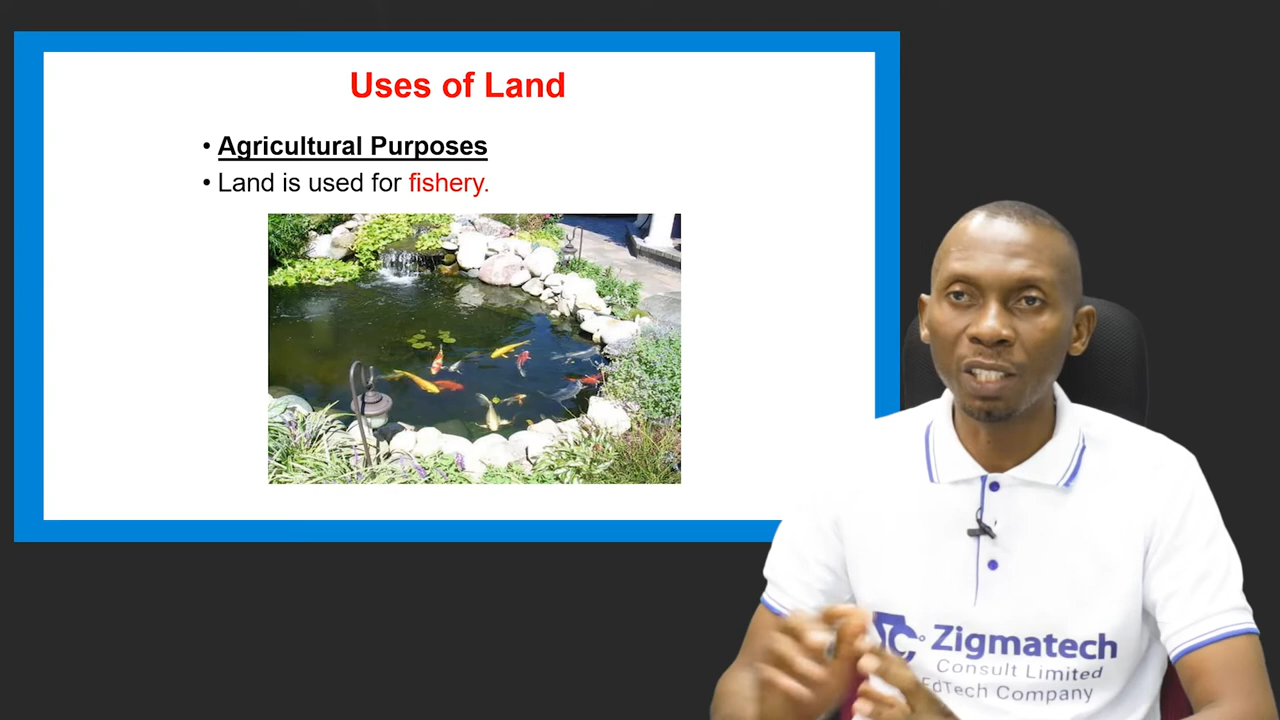 Uses of Land
• Agricultural Purposes
• Land is used for fishery.
Zigmatech
Consult Limited
EdTech Company